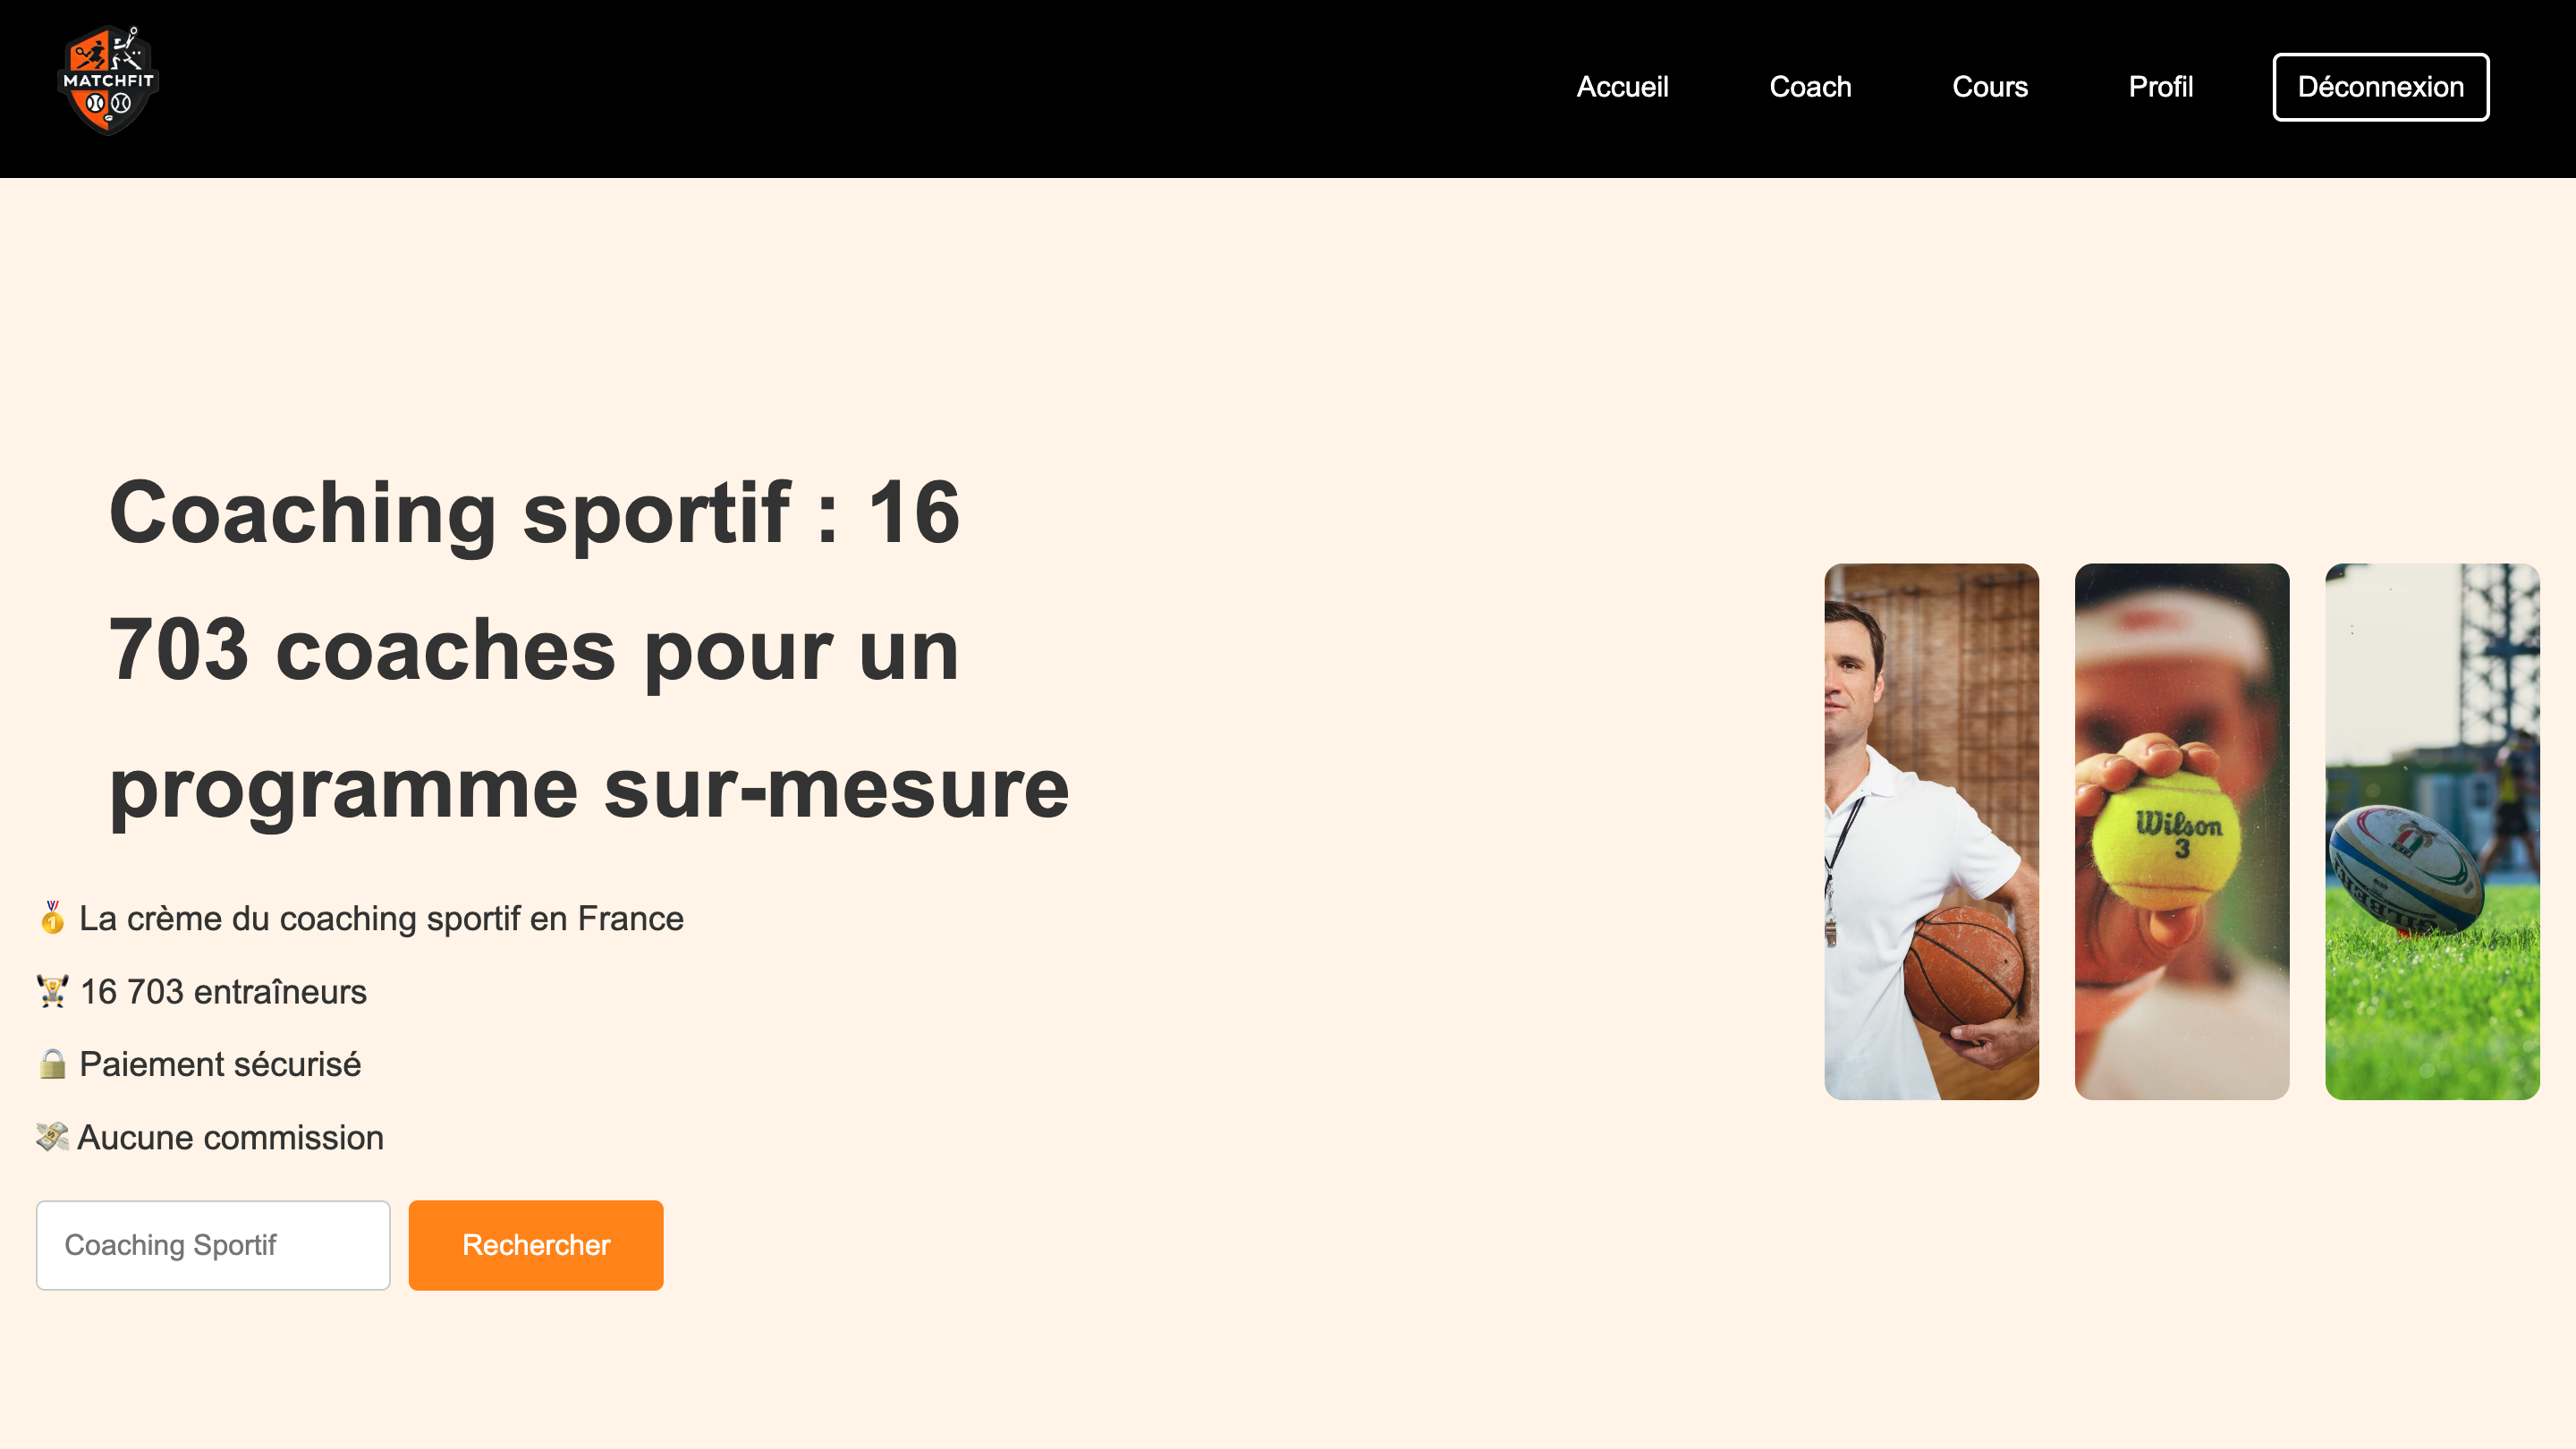 MATCHFIT
Accueil
Coach
Cours
Profil
Déconnexion
Coaching sportif : 16
703 coaches pour un
programme sur-mesure
🥇 La crème du coaching sportif en France
🏋️ 16 703 entraîneurs
🔒 Paiement sécurisé
💸 Aucune commission
Coaching Sportif
Rechercher
Wilson
3